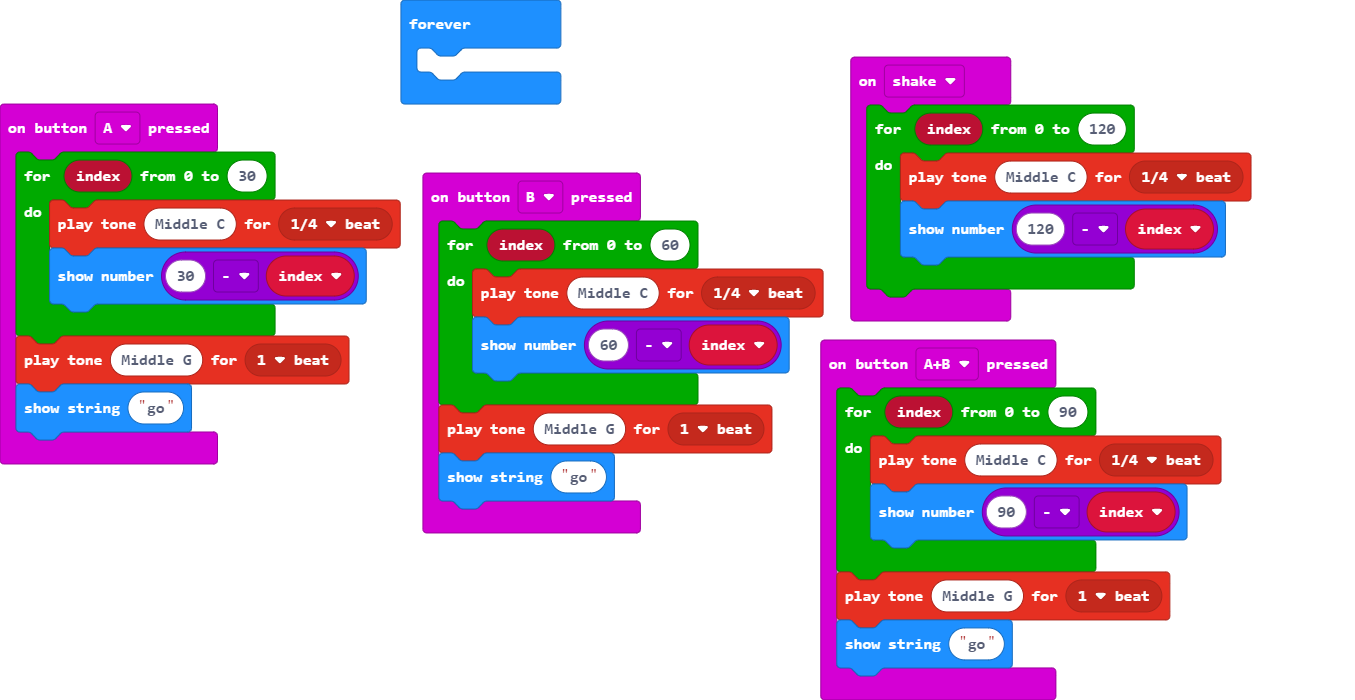 forever
on button A pressed
for index from 0 to 30
do
play tone Middle C for 1/4 beat
show number 30 - index
play tone Middle G for 1 beat
show string "go"
on button B pressed
for index from 0 to 60
do
play tone Middle C for 1/4 beat
show number 60 - index
play tone Middle G for 1 beat
show string "go"
on shake
for index from 0 to 120
do
play tone Middle C for 1/4 beat
show number 120 - index
on button A+B pressed
for index from 0 to 90
do
play tone Middle C for 1/4 beat
show number 90 - index
play tone Middle G for 1 beat
show string "go"